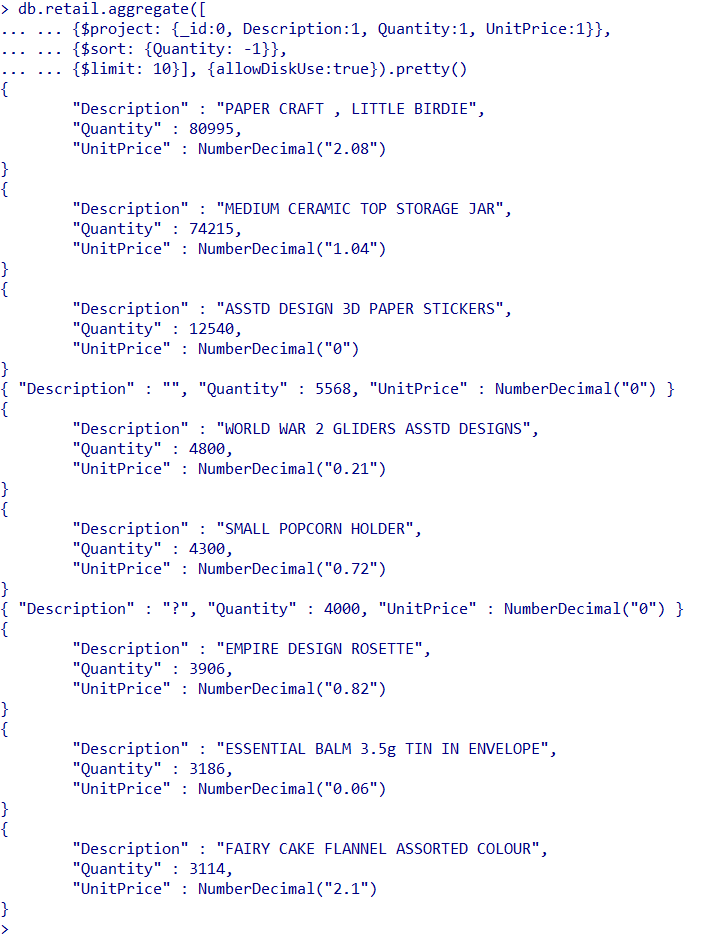 > db.retail.aggregate([
... ... {$project: {_id:0, Description:1, Quantity:1, UnitPrice:1}},
... ... {$sort: {Quantity: -1}},
... ... {$limit: 10}], {allowDiskUse:true}).pretty()
{
        "Description" : "PAPER CRAFT , LITTLE BIRDIE",
        "Quantity" : 80995,
        "UnitPrice" : NumberDecimal("2.08")
}
{
        "Description" : "MEDIUM CERAMIC TOP STORAGE JAR",
        "Quantity" : 74215,
        "UnitPrice" : NumberDecimal("1.04")
}
{
        "Description" : "ASSTD DESIGN 3D PAPER STICKERS",
        "Quantity" : 12540,
        "UnitPrice" : NumberDecimal("0")
}
{ "Description" : "", "Quantity" : 5568, "UnitPrice" : NumberDecimal("0") }
{
        "Description" : "WORLD WAR 2 GLIDERS ASSTD DESIGNS",
        "Quantity" : 4800,
        "UnitPrice" : NumberDecimal("0.21")
}
{
        "Description" : "SMALL POPCORN HOLDER",
        "Quantity" : 4300,
        "UnitPrice" : NumberDecimal("0.72")
}
{ "Description" : "?", "Quantity" : 4000, "UnitPrice" : NumberDecimal("0") }
{
        "Description" : "EMPIRE DESIGN ROSETTE",
        "Quantity" : 3906,
        "UnitPrice" : NumberDecimal("0.82")
}
{
        "Description" : "ESSENTIAL BALM 3.5g TIN IN ENVELOPE",
        "Quantity" : 3186,
        "UnitPrice" : NumberDecimal("0.06")
}
{
        "Description" : "FAIRY CAKE FLANNEL ASSORTED COLOUR",
        "Quantity" : 3114,
        "UnitPrice" : NumberDecimal("2.1")
}
>